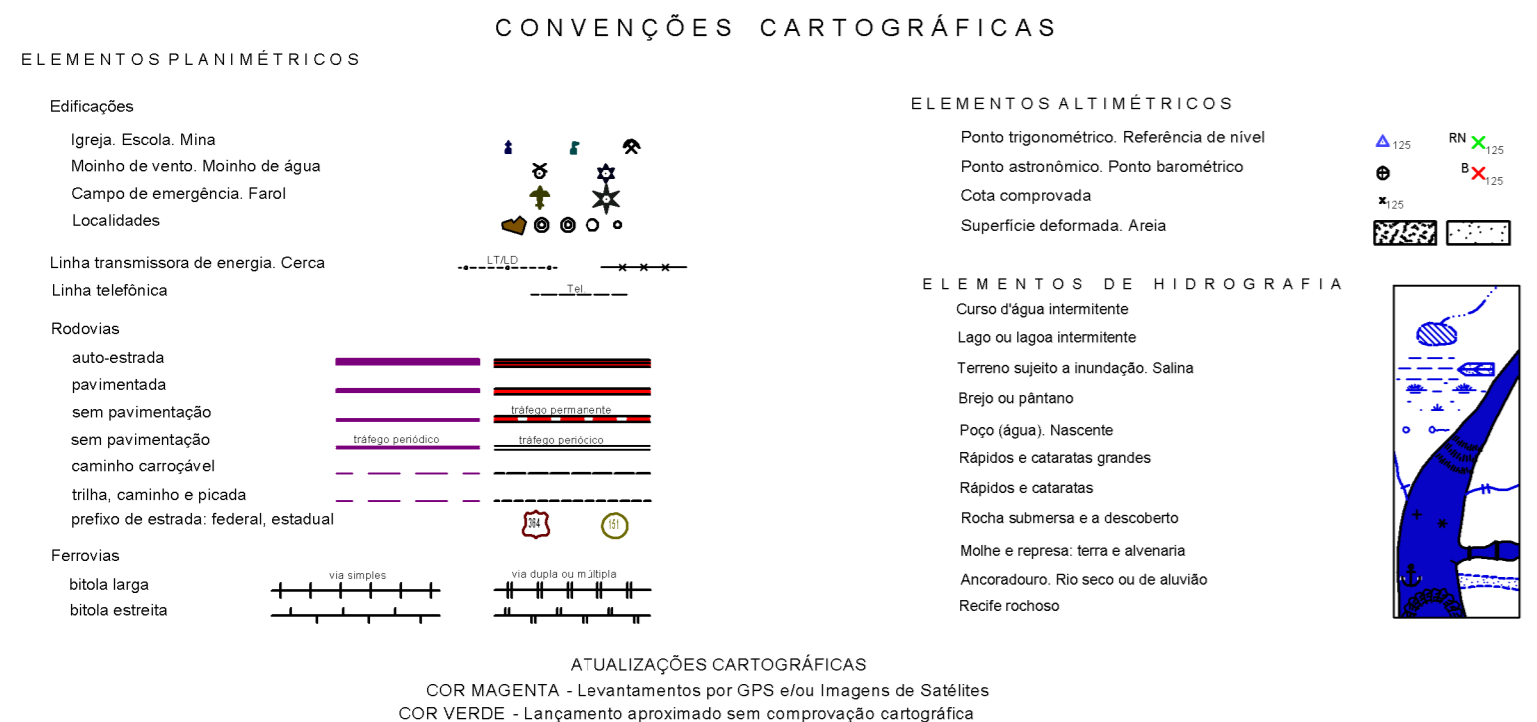 CONVENÇÕES CARTOGRÁFICAS
ELEMENTOS PLANIMÉTRICOS
Edificações
Igreja. Escola. Mina
Moinho de vento. Moinho de água
Campo de emergência. Farol
Localidades
Linha transmissora de energia. Cerca
LT/LD
Linha telefônica
Tel.
Rodovias
auto-estrada
pavimentada
sem pavimentação
tráfego permanente
sem pavimentação
tráfego periódico
tráfego periócico
caminho carroçável
trilha, caminho e picada
prefixo de estrada: federal, estadual
364
151
Ferrovias
bitola larga
via simples
via dupla ou múltipla
bitola estreita
ELEMENTOS ALTIMÉTRICOS
Ponto trigonométrico. Referência de nível
125
RN
125
Ponto astronômico. Ponto barométrico
B
125
Cota comprovada
125
Superfície deformada. Areia
ELEMENTOS DE HIDROGRAFIA
Curso d'água intermitente
Lago ou lagoa intermitente
Terreno sujeito a inundação. Salina
Brejo ou pântano
Poço (água). Nascente
Rápidos e cataratas grandes
Rápidos e cataratas
Rocha submersa e a descoberto
Molhe e represa: terra e alvenaria
Ancoradouro. Rio seco ou de aluvião
Recife rochoso
ATUALIZAÇÕES CARTOGRÁFICAS
COR MAGENTA - Levantamentos por GPS e/ou Imagens de Satélites
COR VERDE - Lançamento aproximado sem comprovação cartográfica